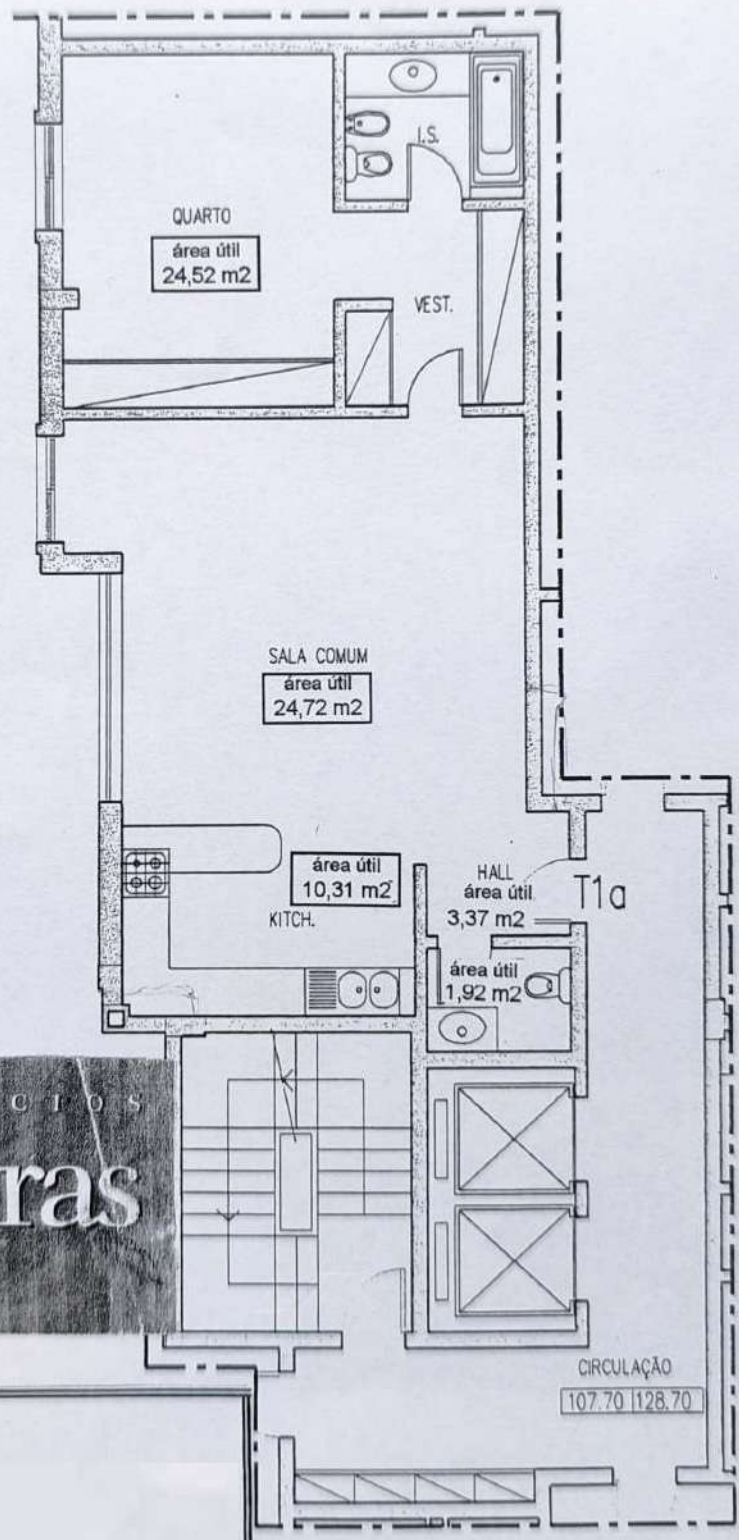 I.S.
QUARTO
área útil
24,52 m2
VEST.
SALA COMUM
área útil
24,72 m2
área útil
10,31 m2
KITCH.
HALL
área útil
3,37 m2
T1a
área útil
1,92 m2
ras
CIRCULAÇÃO
107.70 128.70